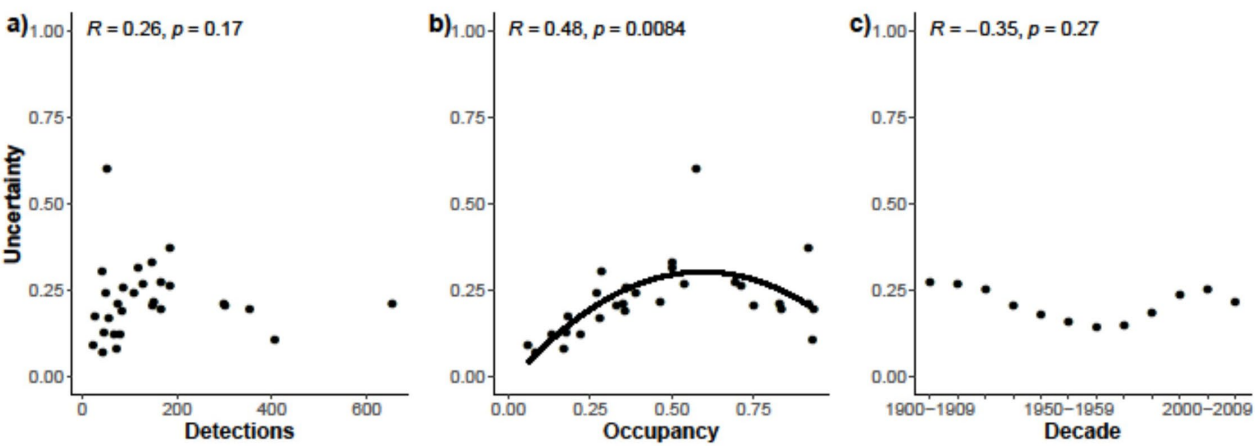 a)
R = 0.26, p = 0.17
1.00
0.75
0.50
0.25
0.00
Uncertainty
0 200 400 600
Detections
b)
R = 0.48, p = 0.0084
1.00
0.75
0.50
0.25
0.00
0.00 0.25 0.50 0.75
Occupancy
c)
R = −0.35, p = 0.27
1.00
0.75
0.50
0.25
0.00
1900−1909 1950−1959 2000−2009
Decade